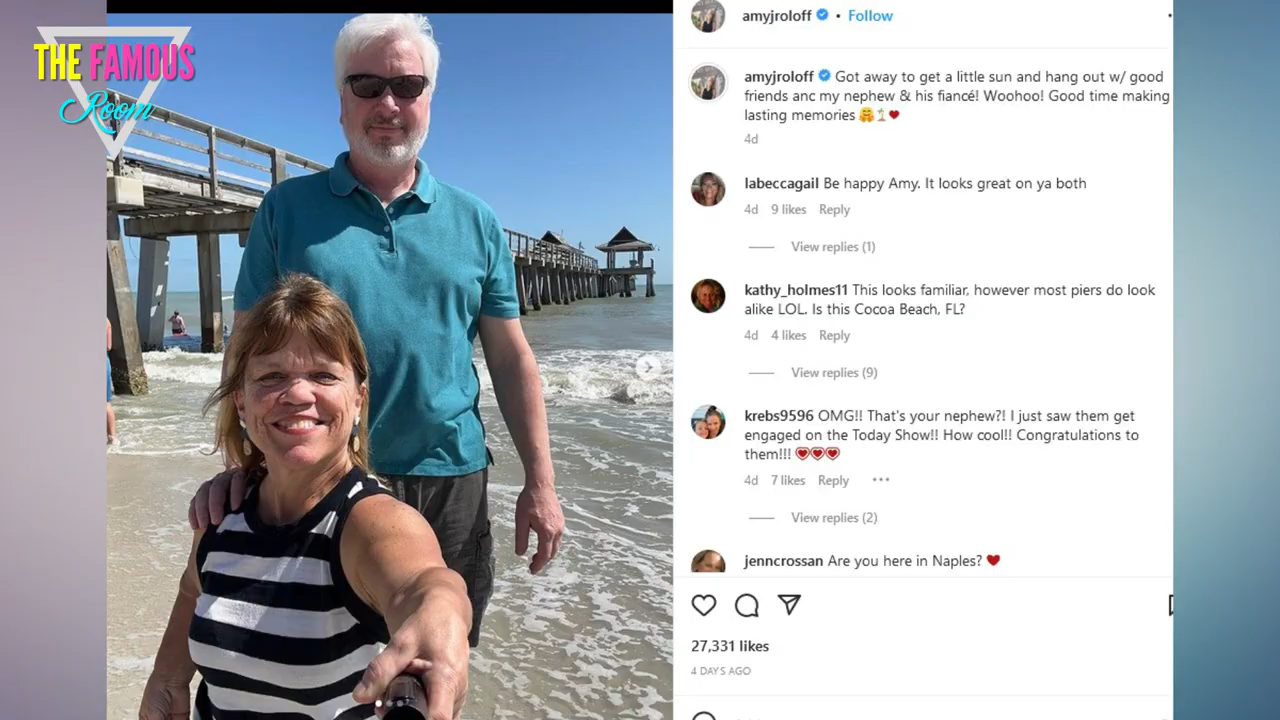 THE FAMOUS
Room
amyjroloff • Follow
amyjroloff Got away to get a little sun and hang out w/ good
friends anc my nephew & his fiancé! Woohoo! Good time making
lasting memories 🤗🏝️❤️
4d
labeccagail Be happy Amy. It looks great on ya both
4d 9 likes Reply
View replies (1)
kathy_holmes11 This looks familiar, however most piers do look
alike LOL. Is this Cocoa Beach, FL?
4d 4 likes Reply
View replies (9)
krebs9596 OMG!! That's your nephew?! I just saw them get
engaged on the Today Show!! How cool!! Congratulations to
them!!! 💓💓💓
4d 7 likes Reply •••
View replies (2)
jenncrossan Are you here in Naples? ❤️
27,331 likes
4 DAYS AGO